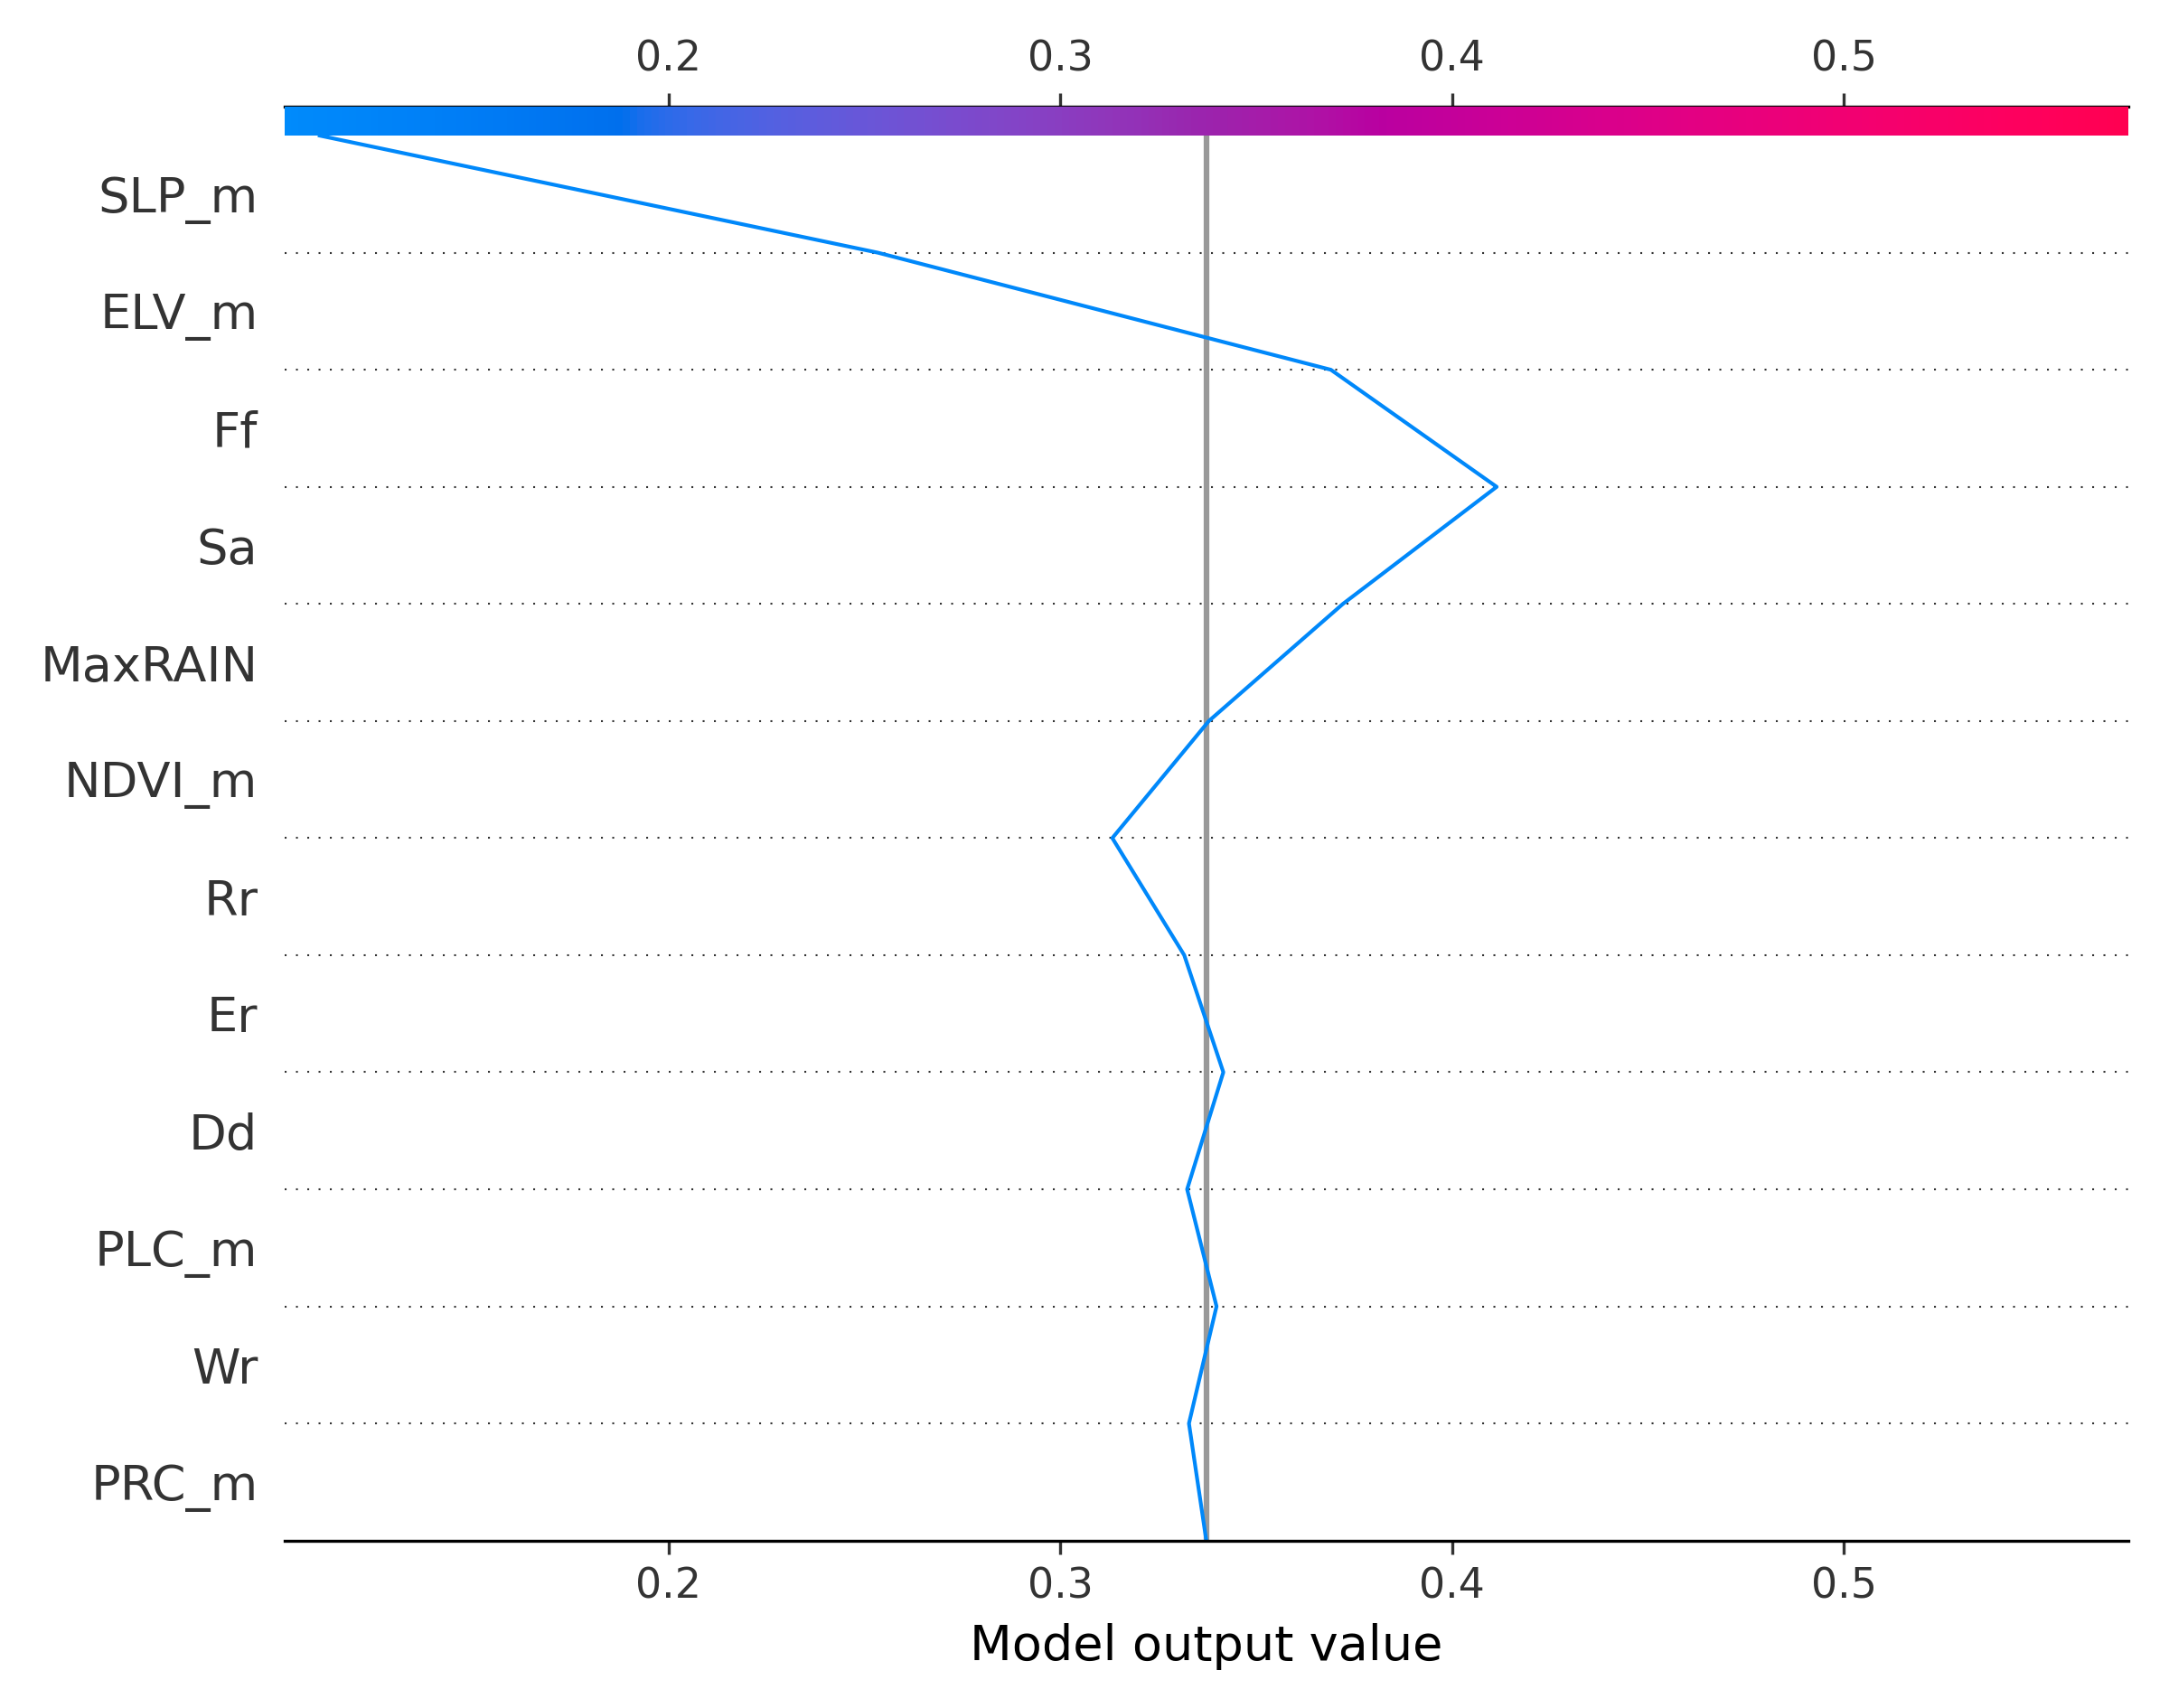 0.2 0.3 0.4 0.5
SLP_m
ELV_m
Ff
Sa
MaxRAIN
NDVI_m
Rr
Er
Dd
PLC_m
Wr
PRC_m
0.2 0.3 0.4 0.5
Model output value